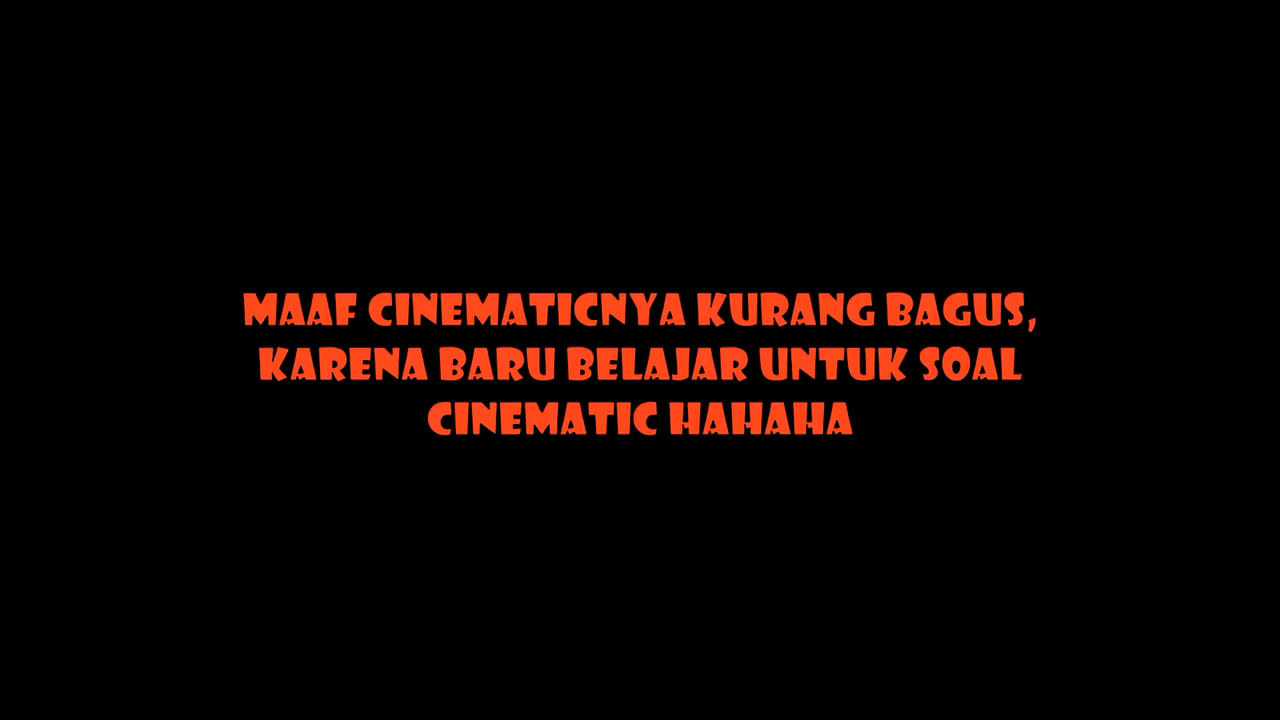 MAAF CINEMATICNYA KURANG BAGUS,
KARENA BARU BELAJAR UNTUK SOAL
CINEMATIC HAHAHA